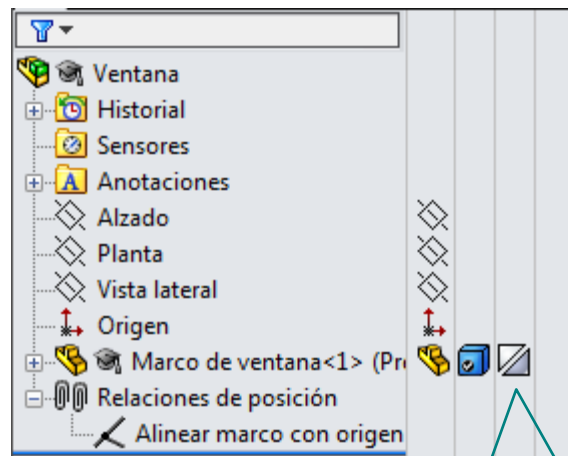 Ventana
Historial
Sensores
A Anotaciones
Alzado
Planta
Vista lateral
Origen
Marco de ventana<1> (Pr
Relaciones de posición
Alinear marco con origen